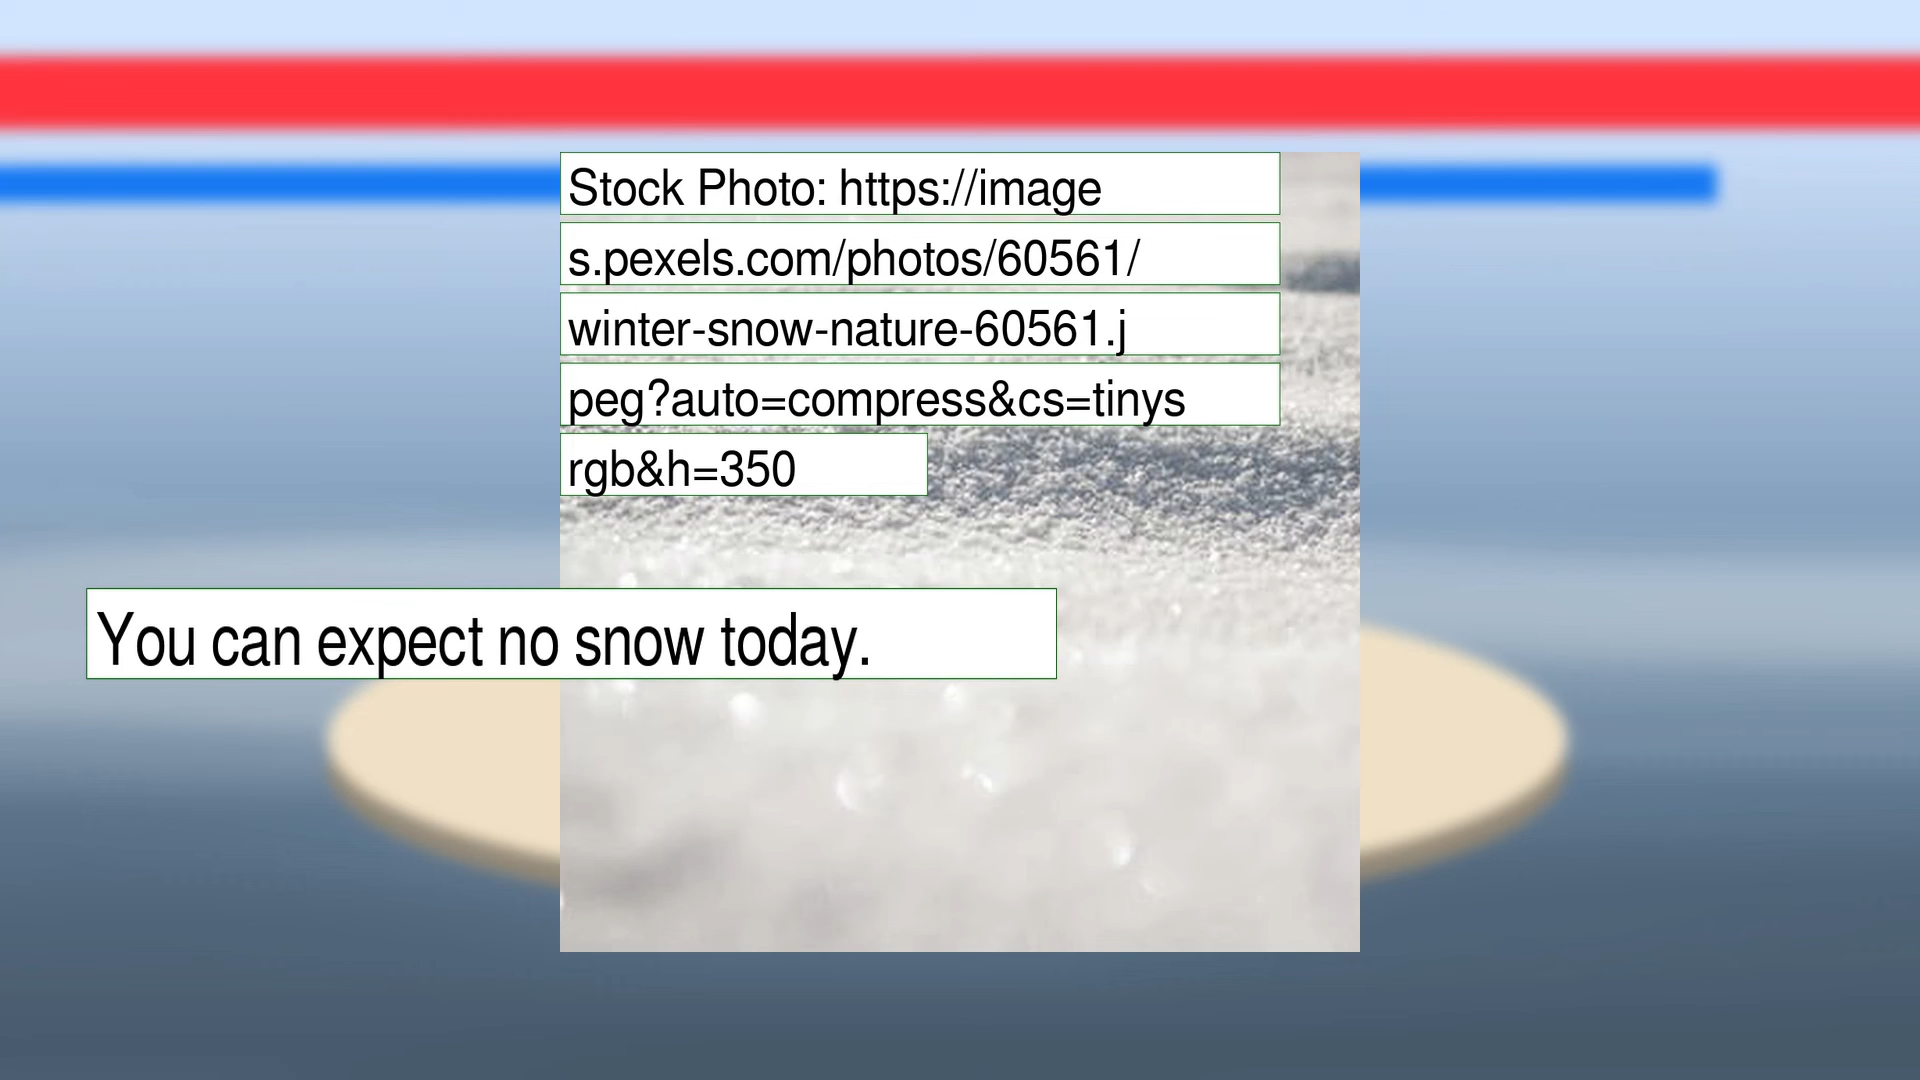 Stock Photo: https://image
s.pexels.com/photos/60561/
winter-snow-nature-60561.j
peg?auto=compress&cs=tinys
rgb&h=350
You can expect no snow today.